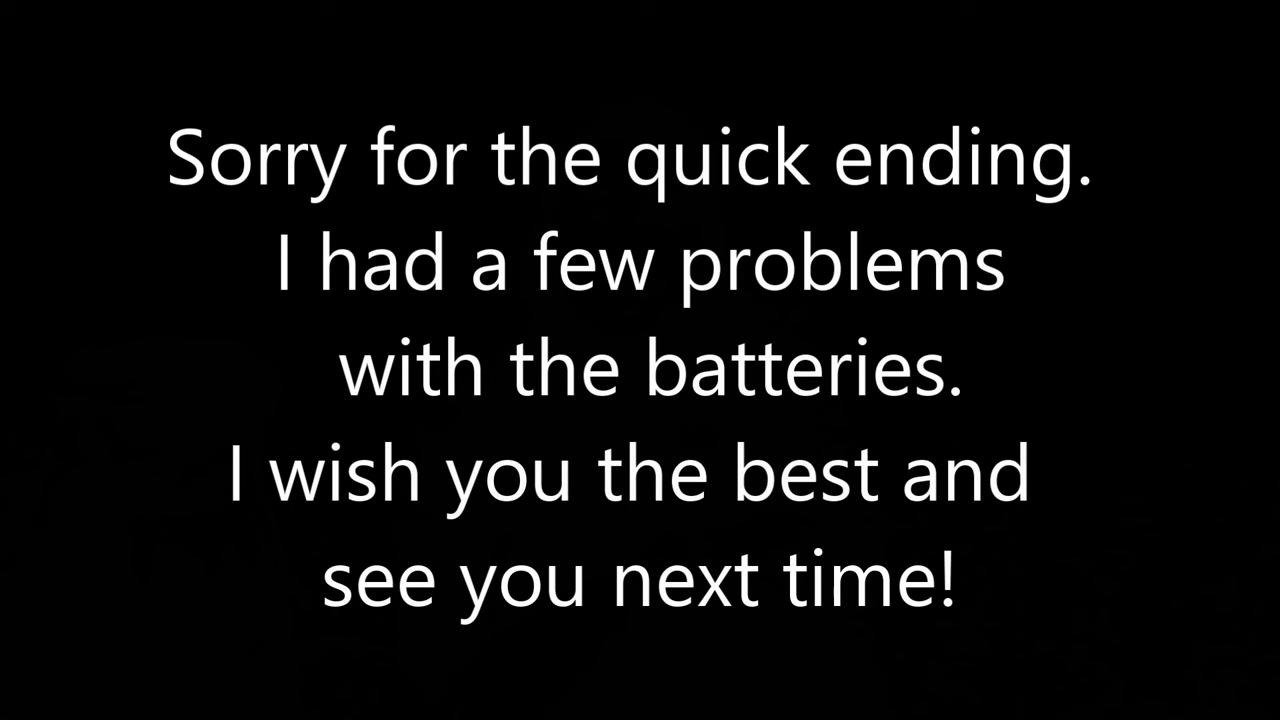 Sorry for the quick ending.
I had a few problems
with the batteries.
I wish you the best and
see you next time!